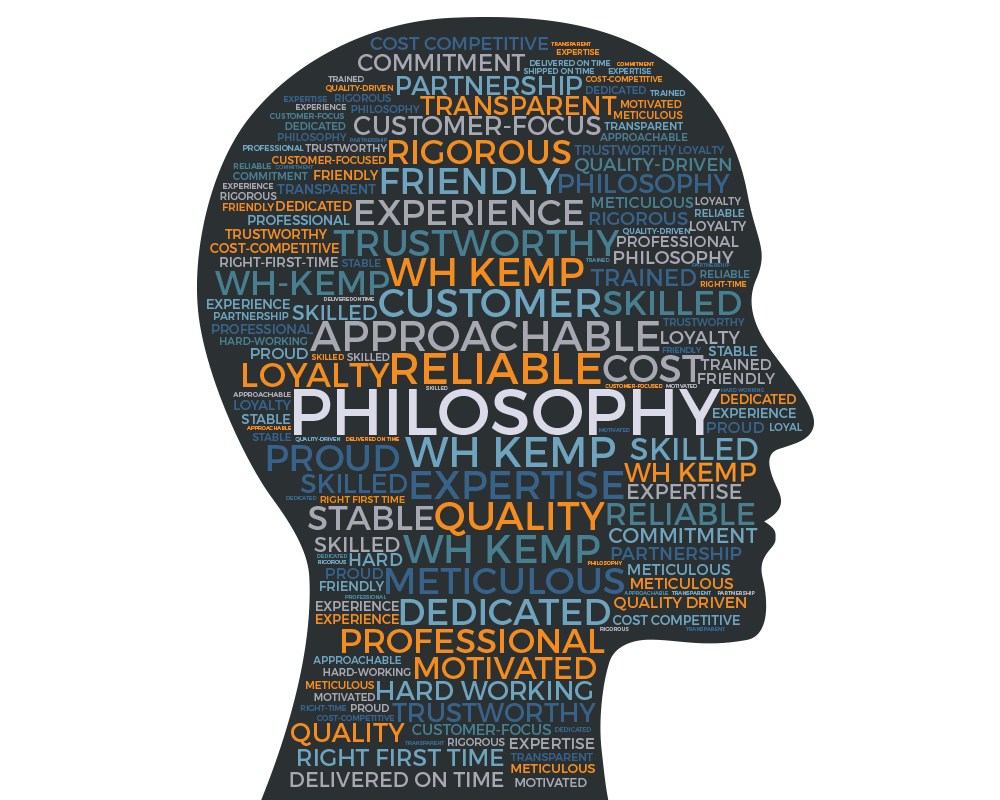 COST COMPETITIVE TRANSPARENT
EXPERTISE
COMMITMENT DELIVERED ON TIME COMMITMENT
SHIPPED ON TIME EXPERTISE
TRAINED PARTNERSHIP COST-COMPETITIVE
QUALITY-DRIVEN DEDICATED TRAINED
EXPERTISE RIGOROUS TRANSPARENT MOTIVATED
EXPERIENCE PHILOSOPHY METICULOUS
CUSTOMER-FOCUS
DEDICATED CUSTOMER-FOCUS TRANSPARENT
PHILOSOPHY PARTNERSHIP APPROACHABLE
PROFESSIONAL TRUSTWORTHY RIGOROUS TRUSTWORTHY LOYALTY
CUSTOMER-FOCUSED QUALITY-DRIVEN
RELIABLE COMMITMENT
COMMITMENT FRIENDLY FRIENDLY PHILOSOPHY
EXPERIENCE TRANSPARENT
RIGOROUS METICULOUS LOYALTY
FRIENDLY DEDICATED EXPERIENCE RIGOROUS RELIABLE
PROFESSIONAL LOYALTY
TRUSTWORTHY TRUSTWORTHY QUALITY-DRIVEN PROFESSIONAL
COST-COMPETITIVE PHILOSOPHY
RIGHT-FIRST-TIME STABLE WH KEMP TRAINED PARTNERSHIP
WH-KEMP TRAINED RELIABLE
RIGHT-TIME
EXPERIENCE DELIVERED ON TIME CUSTOMER SKILLED
PARTNERSHIP SKILLED
PROFESSIONAL APPROACHABLE TRUSTWORTHY
HARD-WORKING LOYALTY
PROUD SKILLED SKILLED RELIABLE COST FRIENDLY STABLE
LOYALTY TRAINED
FRIENDLY
SKILLED CUSTOMER-FOCUSED MOTIVATED HARD WORKING
APPROACHABLE PHILOSOPHY DEDICATED
LOYALTY EXPERIENCE
STABLE PROUD LOYAL
APPROACHABLE MOTIVATED
STABLE QUALITY-DRIVEN DELIVERED ON TIME
PROUD WH KEMP SKILLED
SKILLED EXPERTISE WH KEMP
DEDICATED RIGHT FIRST TIME EXPERTISE
STABLE QUALITY RELIABLE
COMMITMENT
SKILLED WH KEMP PARTNERSHIP
DEDICATED
RIGOROUS HARD PHILOSOPHY METICULOUS
PROUD METICULOUS METICULOUS
FRIENDLY APPROACHABLE TRANSPARENT PARTNERSHIP
PROFESSIONAL QUALITY DRIVEN
EXPERIENCE DEDICATED
EXPERIENCE COST COMPETITIVE
RIGOROUS TRANSPARENT
PROFESSIONAL
APPROACHABLE MOTIVATED
HARD-WORKING
METICULOUS HARD WORKING
MOTIVATED
RIGHT-TIME PROUD TRUSTWORTHY
COST-COMPETITIVE
QUALITY CUSTOMER-FOCUS DEDICATED
TRANSPARENT RIGOROUS EXPERTISE
RIGHT FIRST TIME TRANSPARENT
METICULOUS
DELIVERED ON TIME MOTIVATED